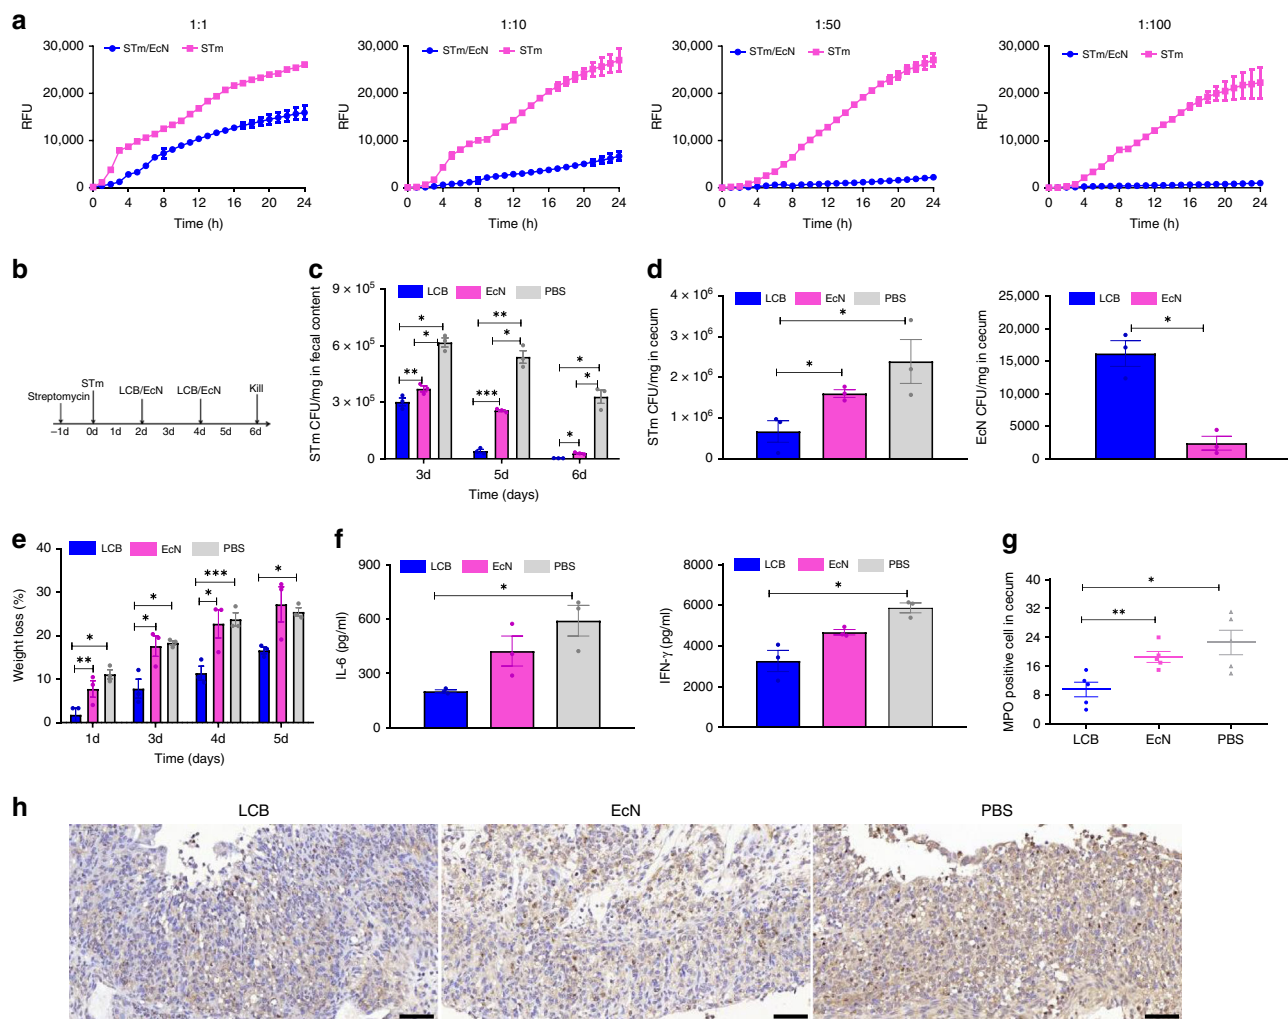 a
1:1
1:10
1:50
1:100
STm/EcN STm
STm/EcN STm
STm/EcN STm
STm/EcN STm
RFU
30,000
20,000
10,000
0
0 4 8 12 16 20 24
Time (h)
RFU
30,000
20,000
10,000
0
0 4 8 12 16 20 24
Time (h)
RFU
30,000
20,000
10,000
0
0 4 8 12 16 20 24
Time (h)
RFU
30,000
20,000
10,000
0
0 4 8 12 16 20 24
Time (h)
b
Streptomycin
STm
LCB/EcN
LCB/EcN
Kill
–1d 0d 1d 2d 3d 4d 5d 6d
c
LCB EcN PBS
STm CFU/mg in fecal content
9 × 10⁵
6 × 10⁵
3 × 10⁵
0
* * **
** * ***
* * *
3d 5d 6d
Time (days)
d
LCB EcN PBS
STm CFU/mg in cecum
4 × 10⁶
3 × 10⁶
2 × 10⁶
1 × 10⁶
0
*
*
LCB EcN
EcN CFU/mg in cecum
25,000
20,000
15,000
10,000
5000
0
*
e
LCB EcN PBS
Weight loss (%)
40
30
20
10
0
* **
* *
*** *
*
1d 3d 4d 5d
Time (days)
f
LCB EcN PBS
IL-6 (pg/ml)
900
600
300
0
*
LCB EcN PBS
IFN-γ (pg/ml)
8000
6000
4000
2000
0
*
g
MPO positive cell in cecum
40
32
24
16
8
0
*
**
LCB EcN PBS
h
LCB
EcN
PBS